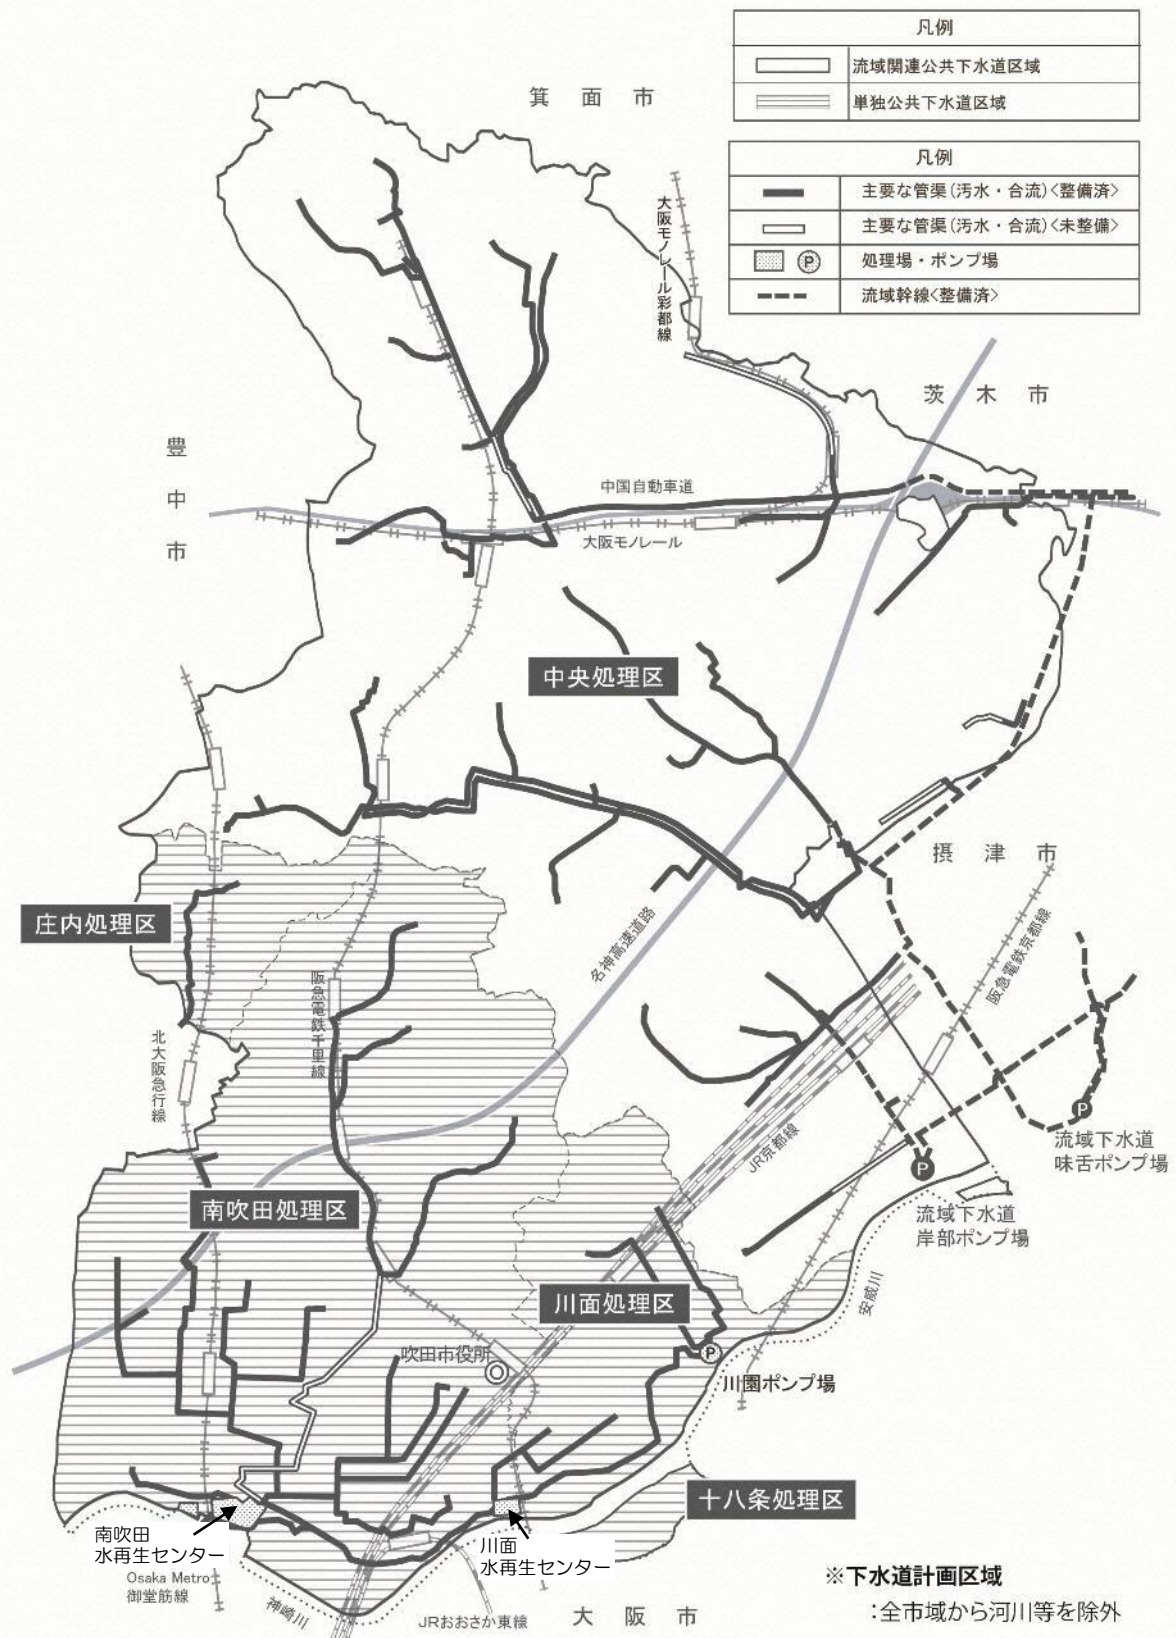 凡例
流域関連公共下水道区域
単独公共下水道区域
箕面市
凡例
主要な管渠(汚水・合流)<整備済>
主要な管渠(汚水・合流)<未整備>
処理場・ポンプ場
流域幹線<整備済>
大阪モノレール彩都線
茨木市
豊中市
中国自動車道
大阪モノレール
中央処理区
摂津市
庄内処理区
名神高速道路
阪急電鉄京都線
阪急電鉄千里線
北大阪急行線
P
流域下水道
味舌ポンプ場
JR京都線
P
流域下水道
岸部ポンプ場
南吹田処理区
安威川
川面処理区
吹田市役所
P
川園ポンプ場
十八条処理区
南吹田
水再生センター
川面
水再生センター
Osaka Metro
御堂筋線
神崎川
JRおおさか東線
大阪市
※下水道計画区域
:全市域から河川等を除外